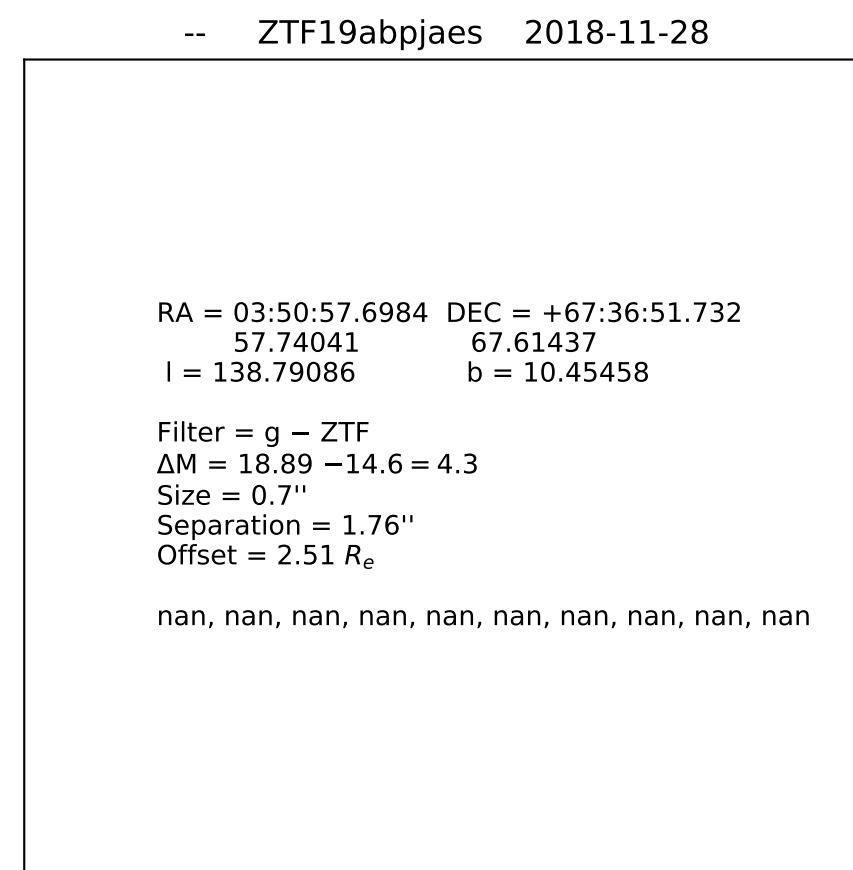 -- ZTF19abpjaes 2018-11-28
RA = 03:50:57.6984 DEC = +67:36:51.732
57.74041 67.61437
l = 138.79086 b = 10.45458
Filter = g − ZTF
ΔM = 18.89 −14.6 = 4.3
Size = 0.7''
Separation = 1.76''
Offset = 2.51 Rₑ
nan, nan, nan, nan, nan, nan, nan, nan, nan, nan